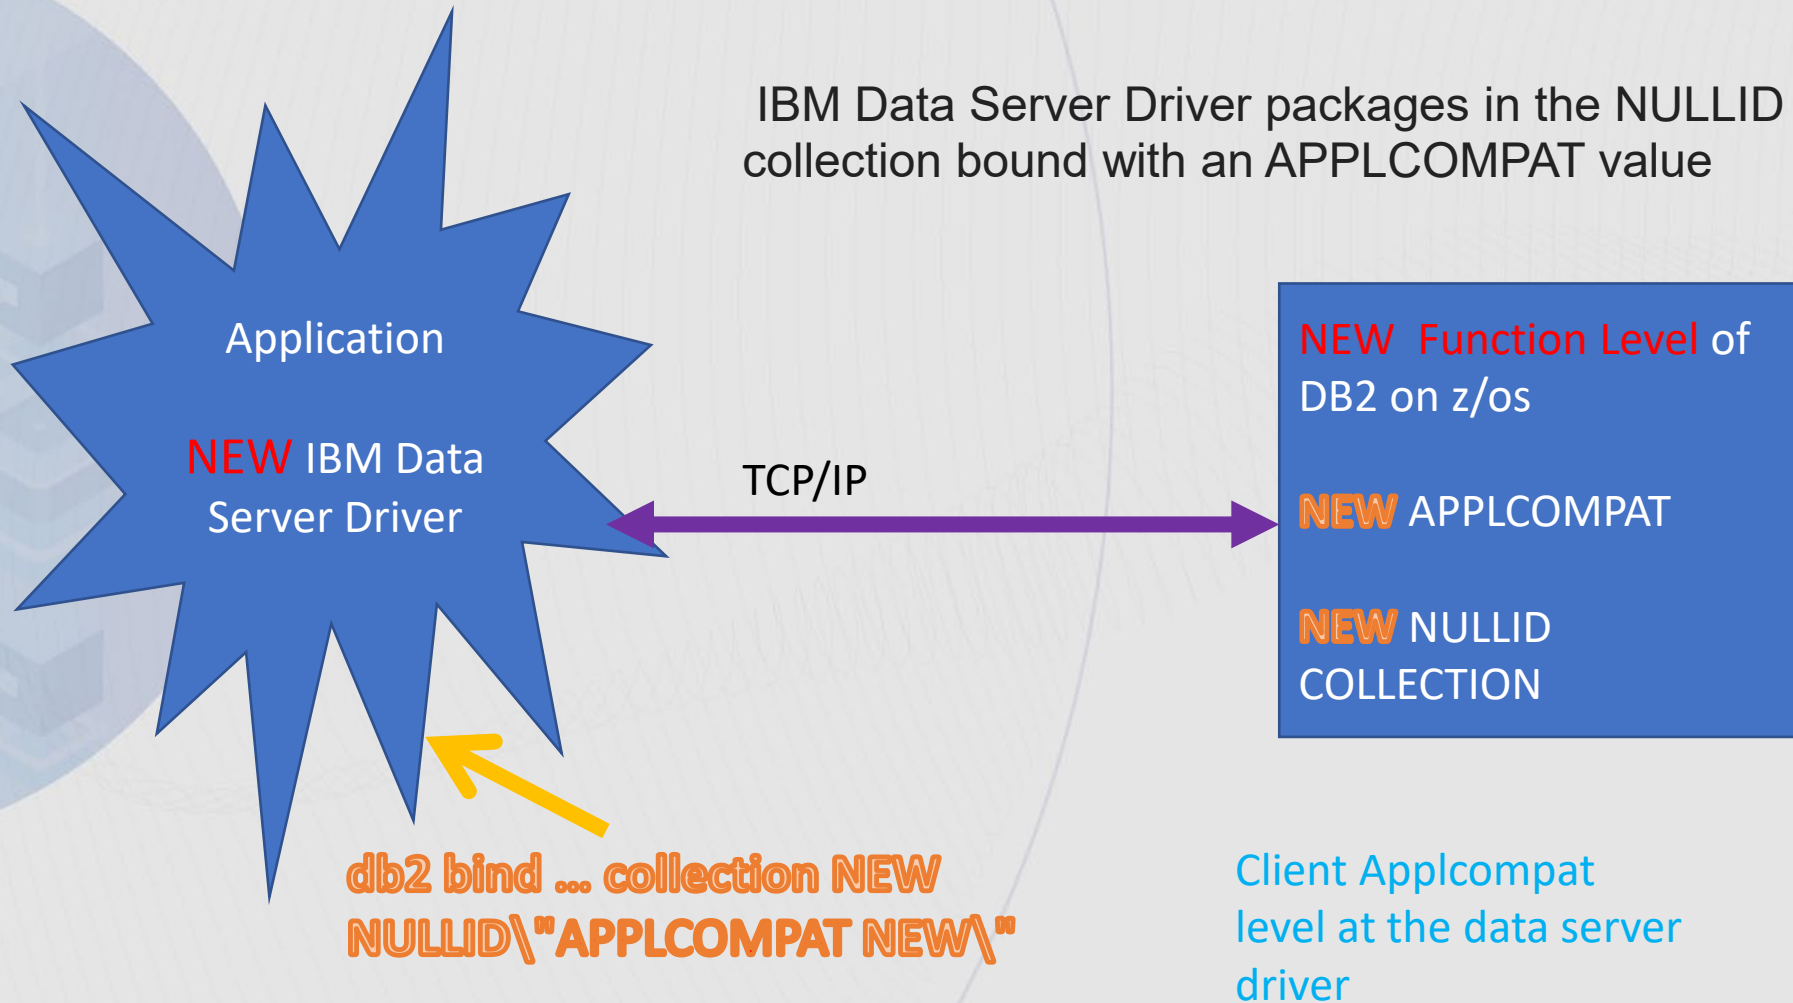 IBM Data Server Driver packages in the NULLID
collection bound with an APPLCOMPAT value
Application
NEW IBM Data
Server Driver
TCP/IP
NEW  Function Level of
DB2 on z/os
NEW APPLCOMPAT
NEW NULLID
COLLECTION
db2 bind ... collection NEW
NULLID\"APPLCOMPAT NEW\"
Client Applcompat
level at the data server
driver